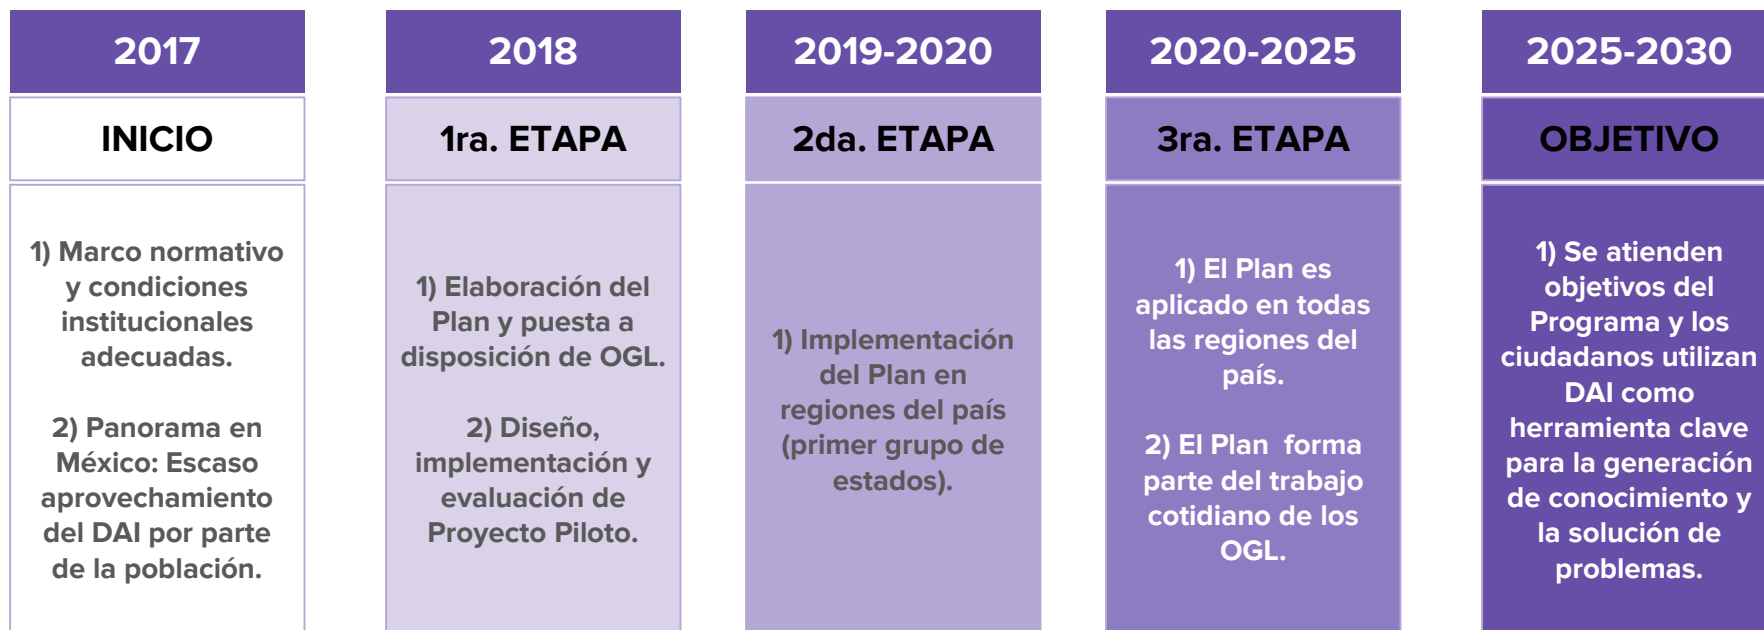 2017
INICIO
1) Marco normativo
y condiciones
institucionales
adecuadas.
2) Panorama en
México: Escaso
aprovechamiento
del DAI por parte
de la población.
2018
1ra. ETAPA
1) Elaboración del
Plan y puesta a
disposición de OGL.
2) Diseño,
implementación y
evaluación de
Proyecto Piloto.
2019-2020
2da. ETAPA
1) Implementación
del Plan en
regiones del país
(primer grupo de
estados).
2020-2025
3ra. ETAPA
1) El Plan es
aplicado en todas
las regiones del
país.
2) El Plan  forma
parte del trabajo
cotidiano de los
OGL.
2025-2030
OBJETIVO
1) Se atienden
objetivos del
Programa y los
ciudadanos utilizan
DAI como
herramienta clave
para la generación
de conocimiento y
la solución de
problemas.